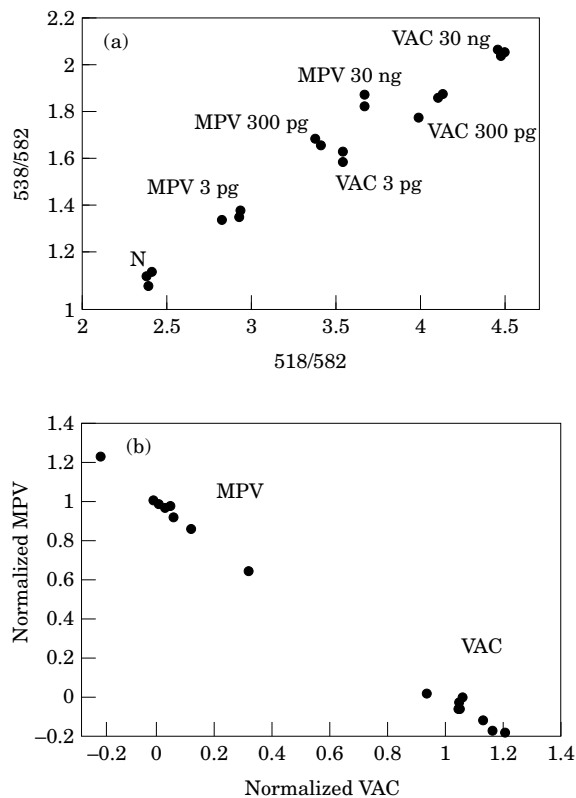 (a)
VAC 30 ng
MPV 30 ng
MPV 300 pg
VAC 300 pg
VAC 3 pg
MPV 3 pg
N
2.2
2
1.8
1.6
1.4
1.2
1
538/582
2 2.5 3 3.5 4 4.5
518/582
(b)
MPV
VAC
1.4
1.2
1
0.8
0.6
0.4
0.2
0
–0.2
Normalized MPV
–0.2 0 0.2 0.4 0.6 0.8 1 1.2 1.4
Normalized VAC